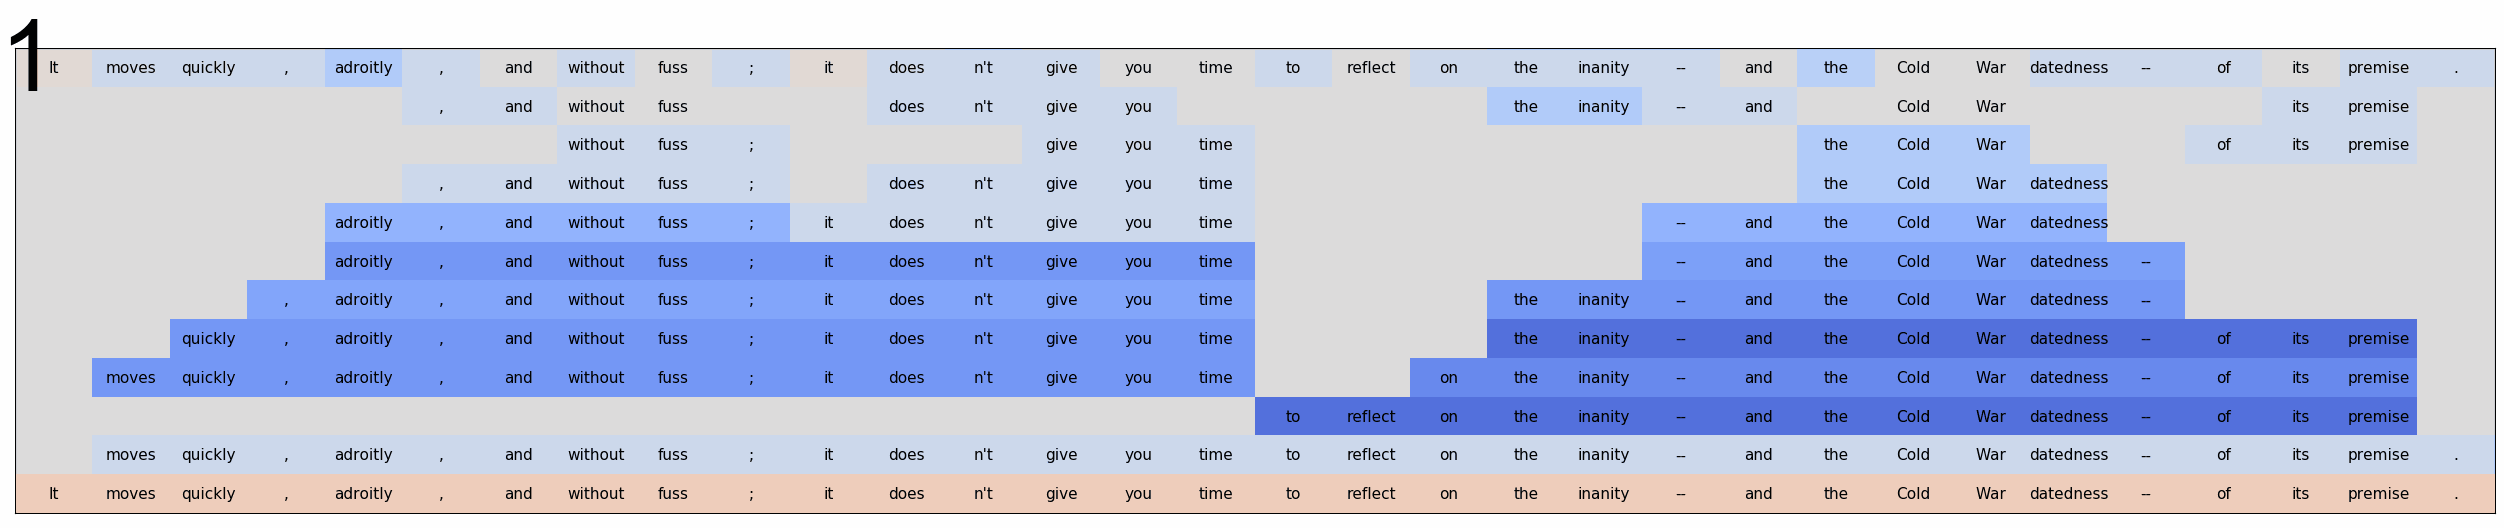 1
It moves quickly , adroitly , and without fuss ; it does n't give you time to reflect on the inanity -- and the Cold War datedness -- of its premise .
, and without fuss does n't give you the inanity -- and Cold War its premise
without fuss ; give you time the Cold War of its premise
, and without fuss ; does n't give you time the Cold War datedness
adroitly , and without fuss ; it does n't give you time -- and the Cold War datedness
adroitly , and without fuss ; it does n't give you time -- and the Cold War datedness --
, adroitly , and without fuss ; it does n't give you time the inanity -- and the Cold War datedness --
quickly , adroitly , and without fuss ; it does n't give you time the inanity -- and the Cold War datedness -- of its premise
moves quickly , adroitly , and without fuss ; it does n't give you time on the inanity -- and the Cold War datedness -- of its premise
to reflect on the inanity -- and the Cold War datedness -- of its premise
moves quickly , adroitly , and without fuss ; it does n't give you time to reflect on the inanity -- and the Cold War datedness -- of its premise .
It moves quickly , adroitly , and without fuss ; it does n't give you time to reflect on the inanity -- and the Cold War datedness -- of its premise .